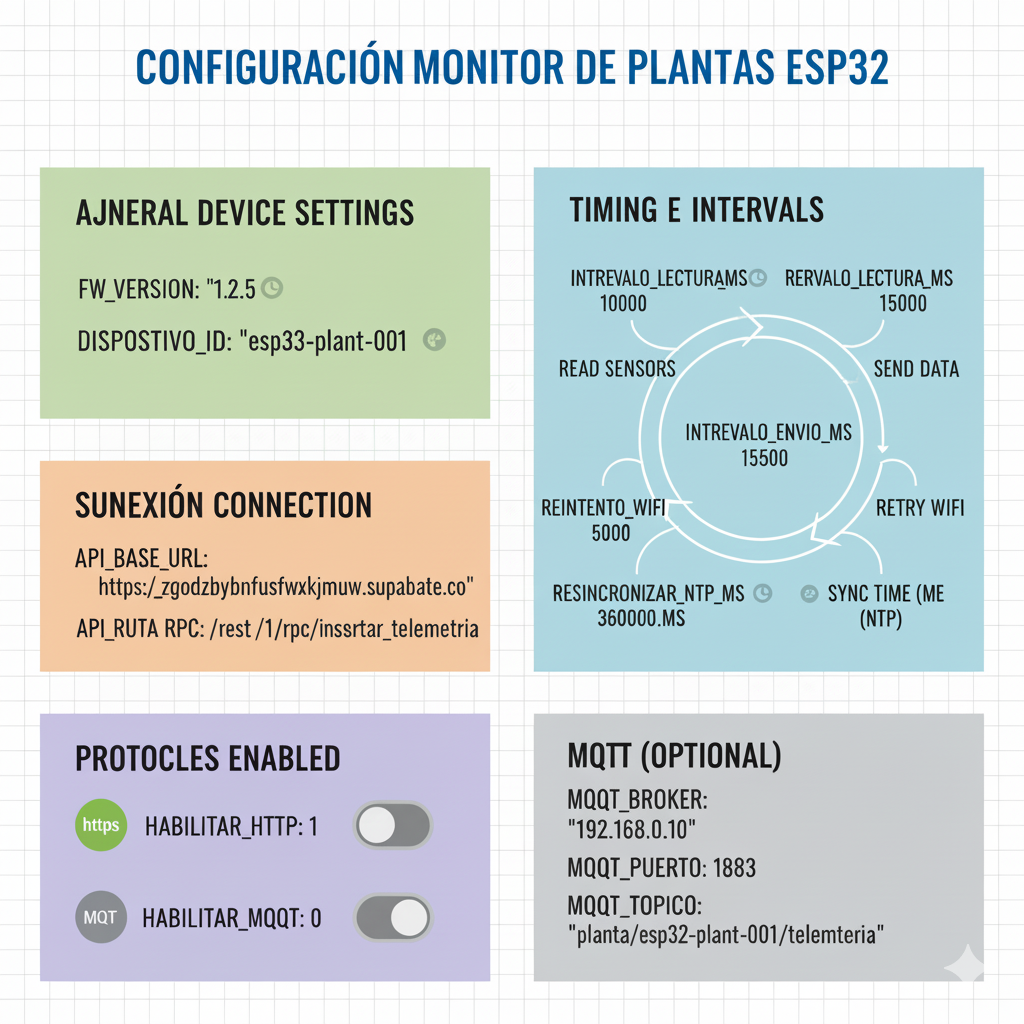 CONFIGURACIÓN MONITOR DE PLANTAS ESP32
AJNERAL DEVICE SETTINGS
FW_VERSION: "1.2.5
DISPOSTIVO_ID: "esp33-plant-001
SUNEXIÓN CONNECTION
API_BASE_URL:
https:/_zgodzbybnfusfwxkjmuw.supabate.co"
API_RUTA RPC: /rest /1/rpc/inssrtar_telemetria
PROTOCLES ENABLED
https
HABILITAR_HTTP: 1
MQT
HABILITAR_MQQT: 0
TIMING E INTERVALS
INTREVALO_LECTURAMS
10000
RERVALO_LECTURA_MS
15000
READ SENSORS
SEND DATA
INTREVALO_ENVIO_MS
15500
REINTENTO_WIFI
5000
RETRY WIFI
RESINCRONIZAR_NTP_MS
360000.MS
SYNC TIME (ME
(NTP)
MQTT (OPTIONAL)
MQQT_BROKER:
"192.168.0.10"
MQQT_PUERTO: 1883
MQQT_TOPICO:
"planta/esp32-plant-001/telemteria"